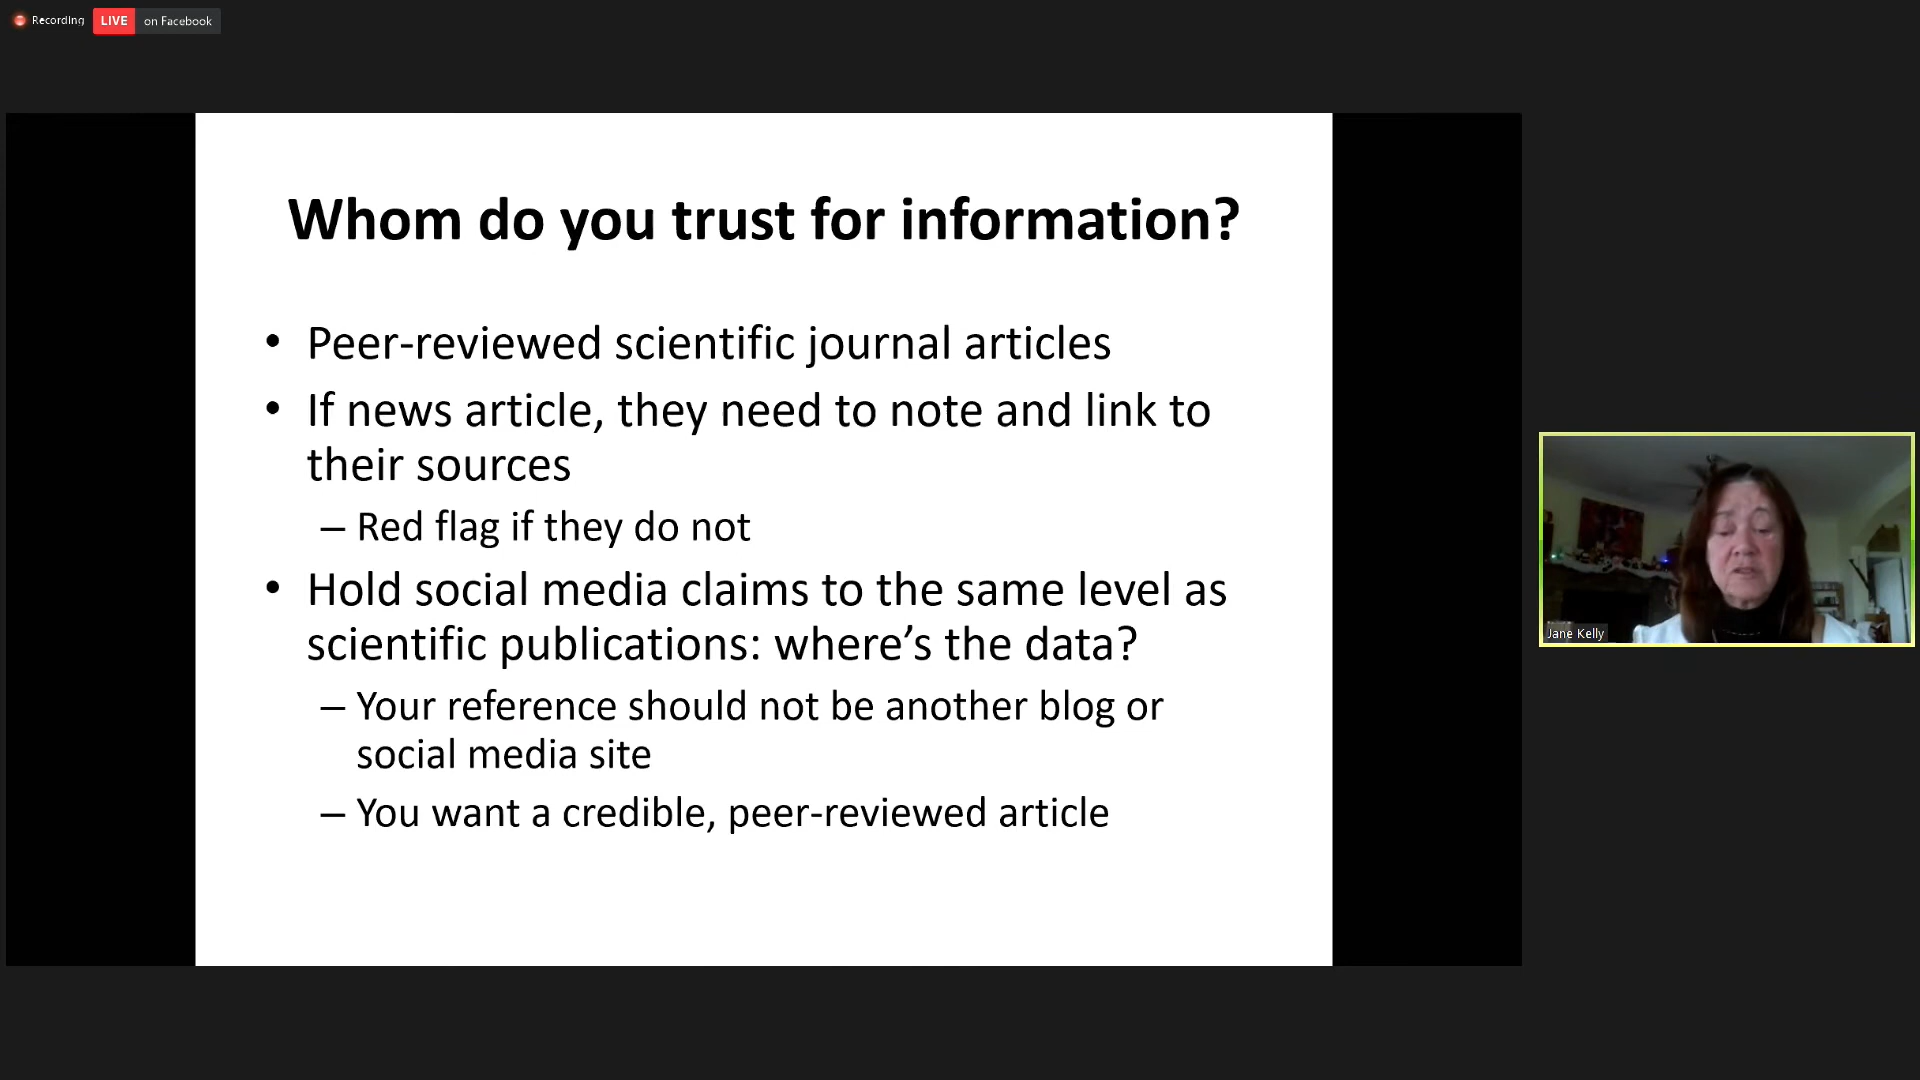 Recording LIVE on Facebook
Whom do you trust for information?
• Peer-reviewed scientific journal articles
• If news article, they need to note and link to
their sources
– Red flag if they do not
• Hold social media claims to the same level as
scientific publications: where’s the data?
– Your reference should not be another blog or
social media site
– You want a credible, peer-reviewed article
Jane Kelly